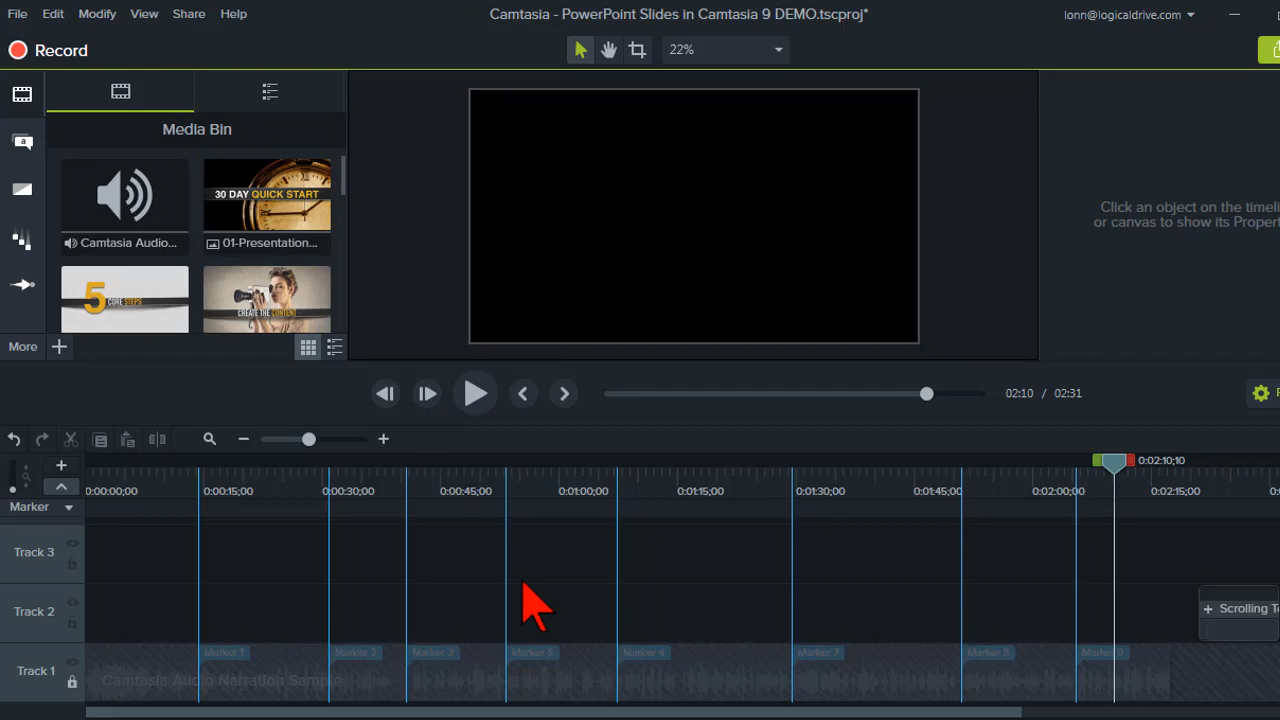 File Edit Modify View Share Help
Camtasia - PowerPoint Slides in Camtasia 9 DEMO.tscproj*
lonn@logicaldrive.com
Record
22%
Media Bin
30 DAY QUICK START
Camtasia Audio...
01-Presentation...
5 CORE STEPS
CREATE THE CONTENT
More
Click an object on the timeli
or canvas to show its Propert
02:10 / 02:31
0:02:10;10
0:00:00;00
0:00:15;00
0:00:30;00
0:00:45;00
0:01:00;00
0:01:15;00
0:01:30;00
0:01:45;00
0:02:00;00
0:02:15;00
Marker
Track 3
Track 2
+ Scrolling T
Track 1
Marker 1
Marker 2
Marker 3
Marker 4
Marker 7
Marker 8
Camtasia Audio Narration Sample